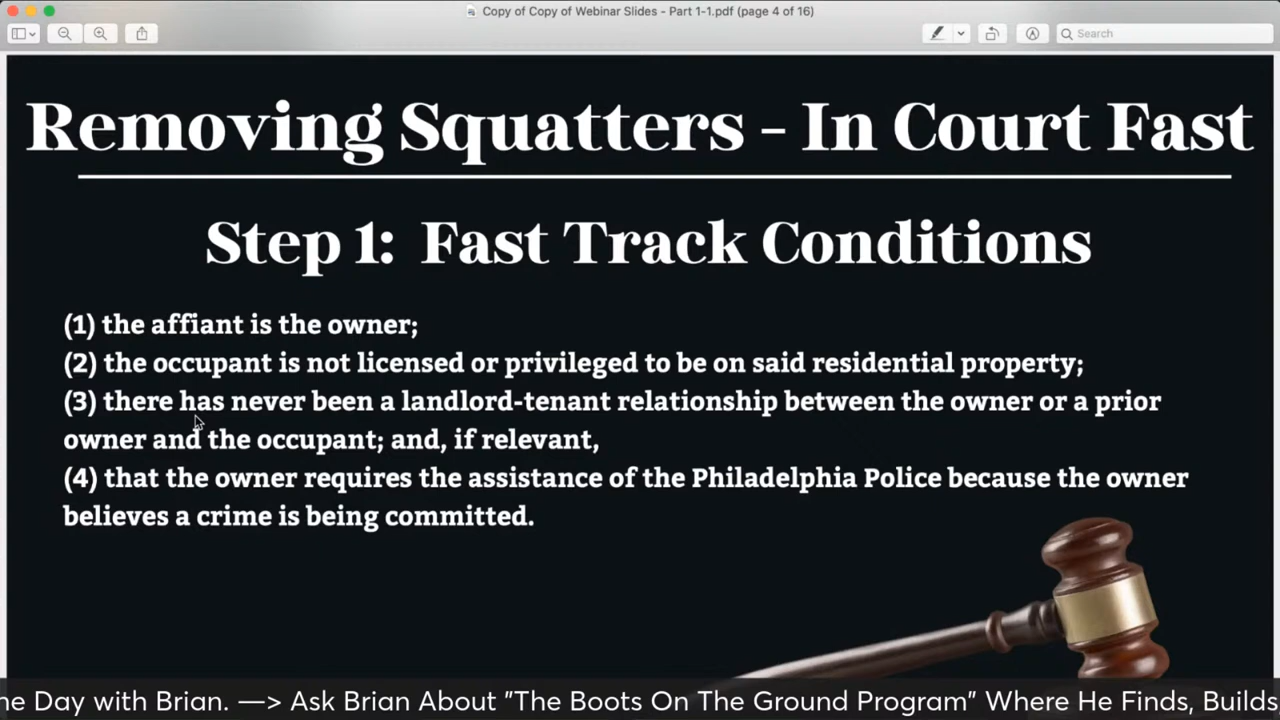 Copy of Copy of Webinar Slides - Part 1-1.pdf (page 4 of 16)
Search
Removing Squatters - In Court Fast
Step 1: Fast Track Conditions
(1) the affiant is the owner;
(2) the occupant is not licensed or privileged to be on said residential property;
(3) there has never been a landlord-tenant relationship between the owner or a prior
owner and the occupant; and, if relevant,
(4) that the owner requires the assistance of the Philadelphia Police because the owner
believes a crime is being committed.
ne Day with Brian. —> Ask Brian About "The Boots On The Ground Program" Where He Finds, Builds